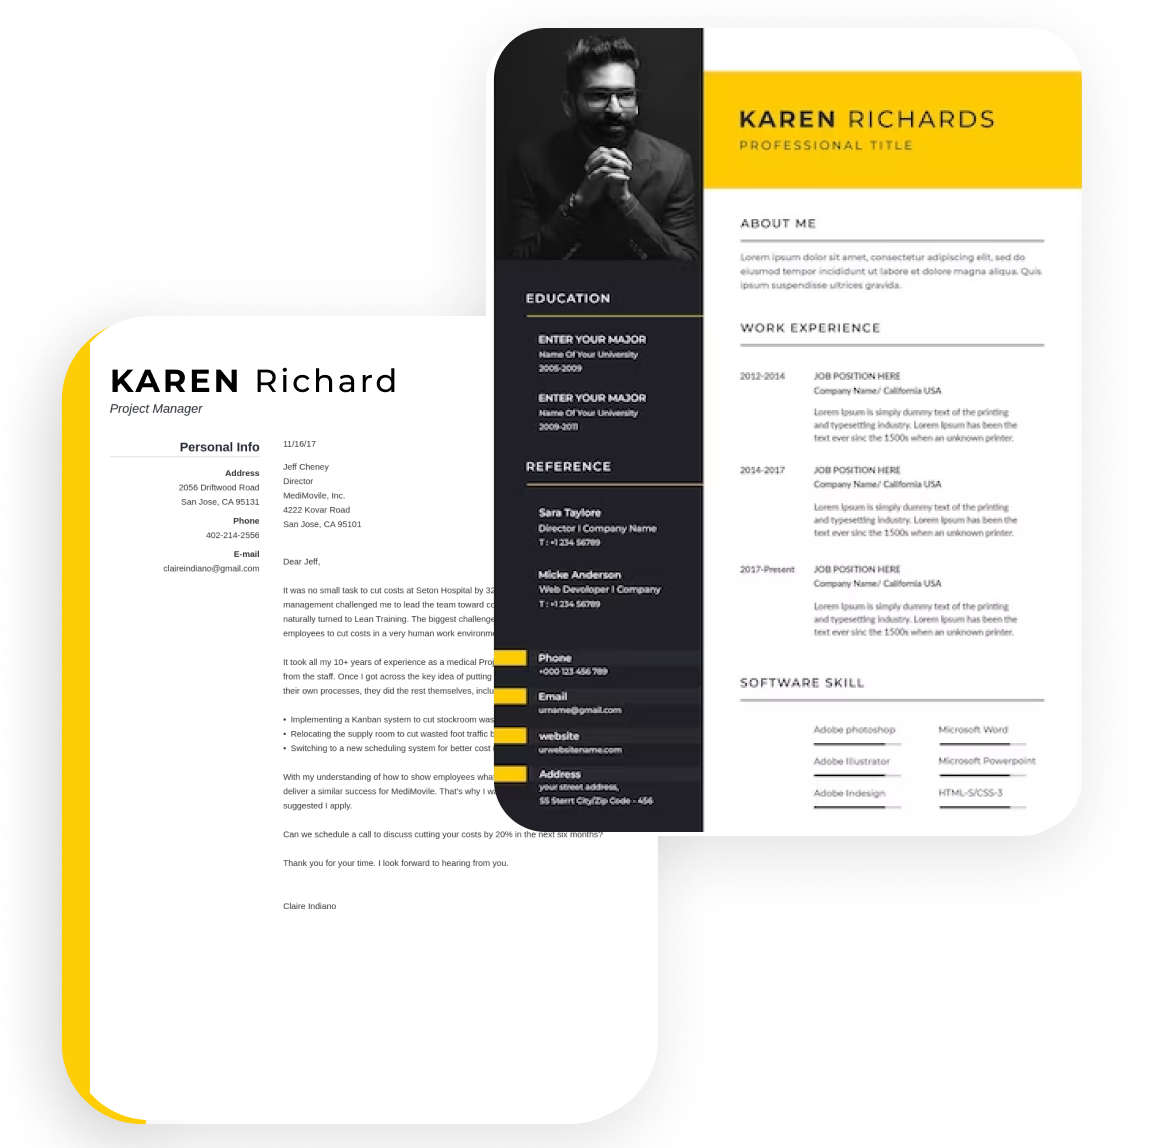 KAREN RICHARDS
PROFESSIONAL TITLE
ABOUT ME
Lorem ipsum dolor sit amet, consectetur adipiscing elit, sed do
eiusmod tempor incididunt ut labore et dolore magna aliqua. Quis
ipsum suspendisse ultrices gravida.
WORK EXPERIENCE
2012-2014
JOB POSITION HERE
Company Name/ California USA
Lorem Ipsum is simply dummy text of the printing
and typesetting industry. Lorem Ipsum has been the
text ever sinc the 1500s when an unknown printer.
2014-2017
JOB POSITION HERE
Company Name/ California USA
Lorem Ipsum is simply dummy text of the printing
and typesetting industry. Lorem Ipsum has been the
text ever sinc the 1500s when an unknown printer.
2017-Present
JOB POSITION HERE
Company Name/ California USA
Lorem Ipsum is simply dummy text of the printing
and typesetting industry. Lorem Ipsum has been the
text ever sinc the 1500s when an unknown printer.
SOFTWARE SKILL
Adobe photoshop
Microsoft Word
Adobe Illustrator
Microsoft Powerpoint
Adobe Indesign
HTML-5/CSS-3
EDUCATION
ENTER YOUR MAJOR
Name Of Your University
2005-2009
ENTER YOUR MAJOR
Name Of Your University
2009-2011
REFERENCE
Sara Taylore
Director I Company Name
T : +1 234 56789
Micke Anderson
Web Devoloper I Company
T : +1 234 56789
Phone
+000 123 456 789
Email
urname@gmail.com
website
urwebsitename.com
Address
your street address,
55 Sterrt City/Zip Code - 456
KAREN Richard
Project Manager
Personal Info
Address
2056 Driftwood Road
San Jose, CA 95131
Phone
402-214-2556
E-mail
claireindiano@gmail.com
11/16/17
Jeff Cheney
Director
MediMovile, Inc.
4222 Kovar Road
San Jose, CA 95101
Dear Jeff,
It was no small task to cut costs at Seton Hospital by 32
management challenged me to lead the team toward
naturally turned to Lean Training. The biggest challenge
employees to cut costs in a very human work
It took all my 10+ years of experience as a medical
from the staff. Once I got across the key idea of putting
their own processes, they did the rest themselves,
• Implementing a Kanban system to cut stockroom
• Relocating the supply room to cut wasted foot traffic
• Switching to a new scheduling system for better cost
With my understanding of how to show employees
deliver a similar success for MediMovile. That's why I
suggested I apply.
Can we schedule a call to discuss cutting your costs by 20% in the next six months?
Thank you for your time. I look forward to hearing from you.
Claire Indiano